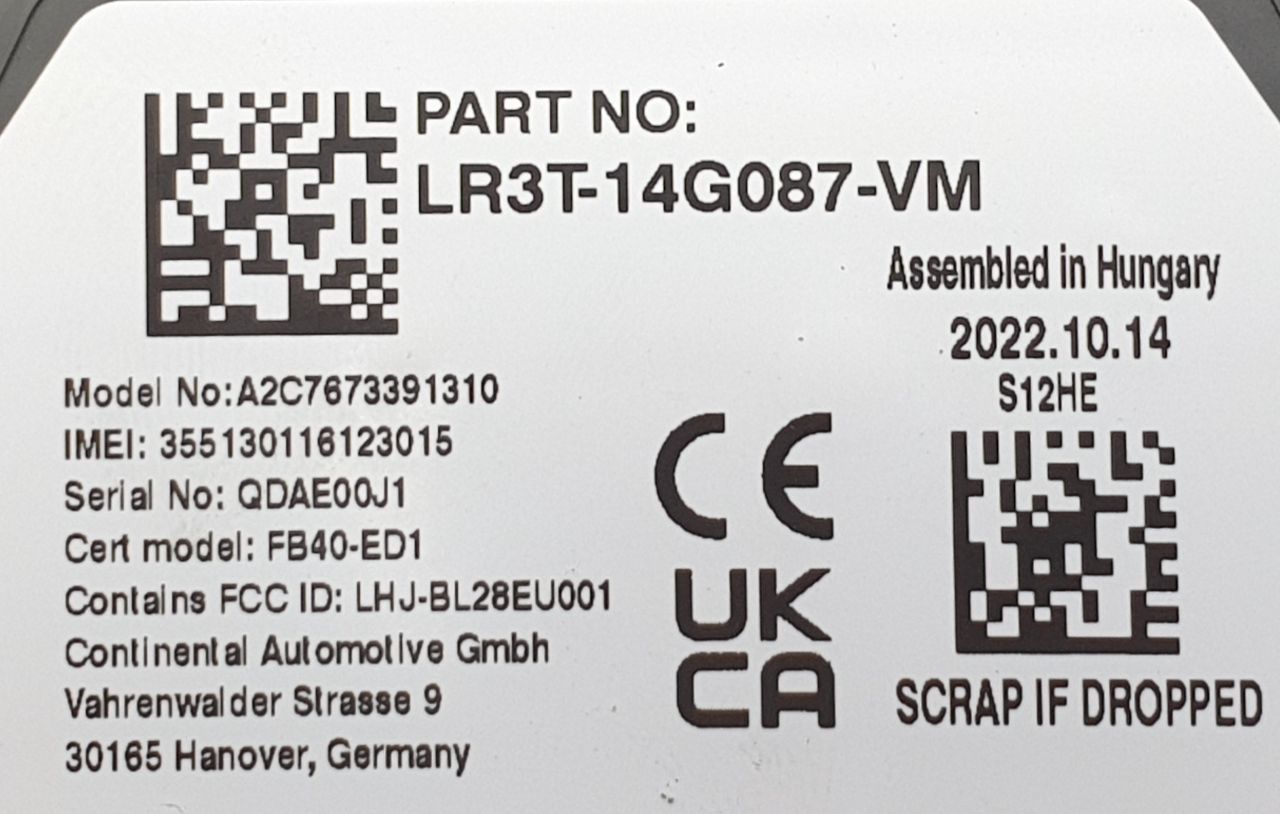 PART NO:
LR3T-14G087-VM
Assembled in Hungary
2022.10.14
S12HE
Model No:A2C7673391310
IMEI: 355130116123015
Serial No: QDAE00J1
Cert model: FB40-ED1
Contains FCC ID: LHJ-BL28EU001
Continental Automotive Gmbh
Vahrenwalder Strasse 9
30165 Hanover, Germany
CE
UK
CA
SCRAP IF DROPPED